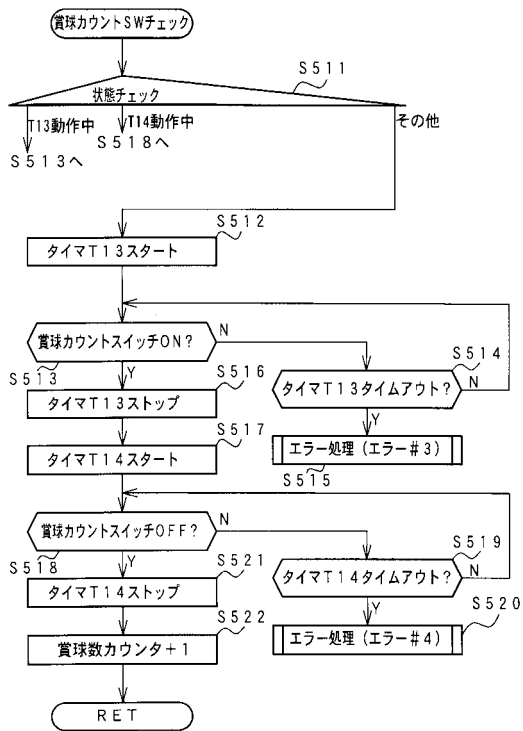 賞球カウントSWチェック
S511
状態チェック
T13動作中
T14動作中
その他
S513へ
S518へ
S512
タイマT13スタート
賞球カウントスイッチON?
N
S513
Y
S514
タイマT13タイムアウト?
N
Y
S516
タイマT13ストップ
S517
タイマT14スタート
エラー処理(エラー#3)
S515
賞球カウントスイッチOFF?
N
S518
Y
S519
タイマT14タイムアウト?
N
Y
S521
タイマT14ストップ
S520
エラー処理(エラー#4)
S522
賞球数カウンタ+1
RET